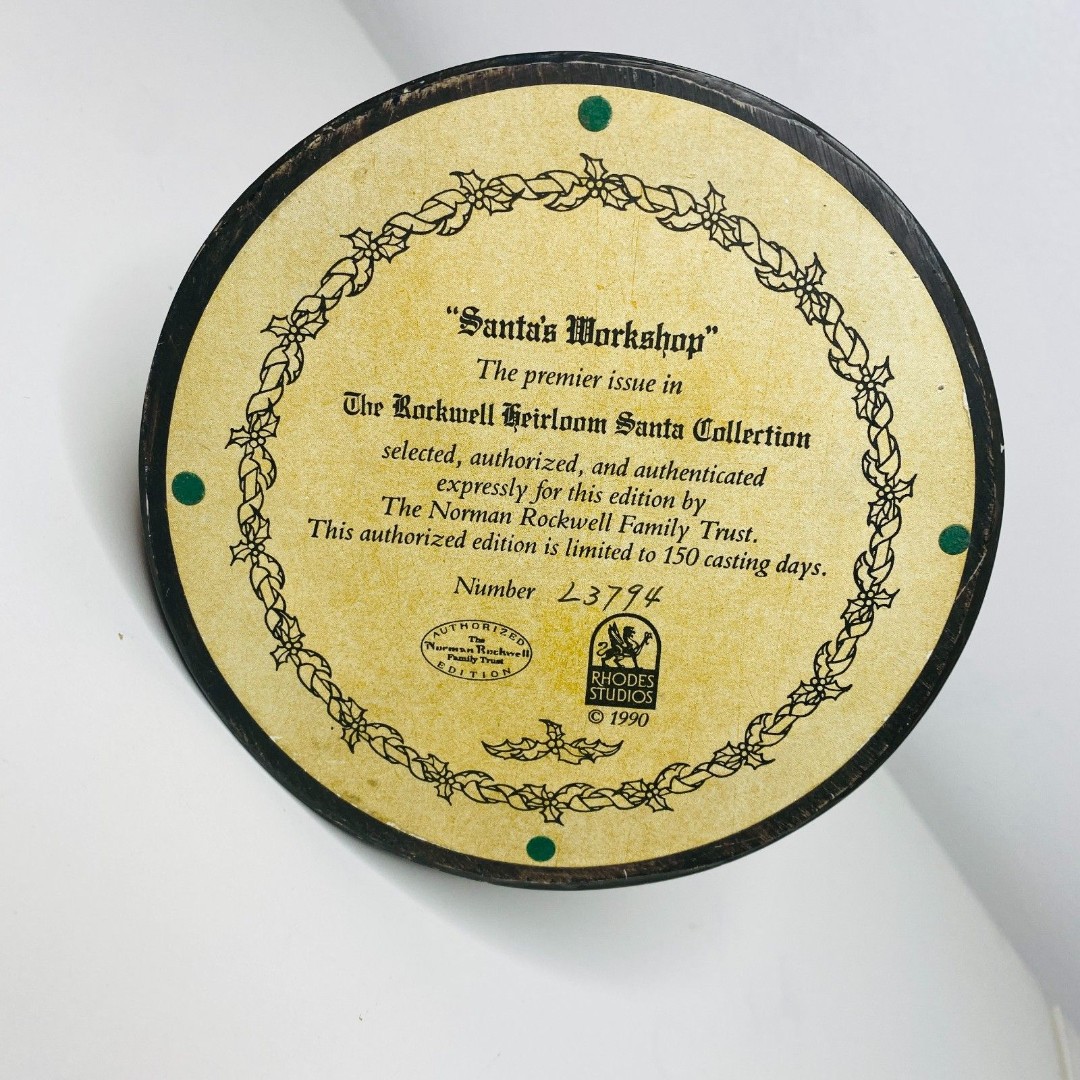 "Santa's Workshop"
The premier issue in
The Rockwell Heirloom Santa Collection
selected, authorized, and authenticated
expressly for this edition by
The Norman Rockwell Family Trust.
This authorized edition is limited to 150 casting days.
Number L3794
AUTHORIZED
The
Norman Rockwell
Family Trust
EDITION
RHODES
STUDIOS
© 1990